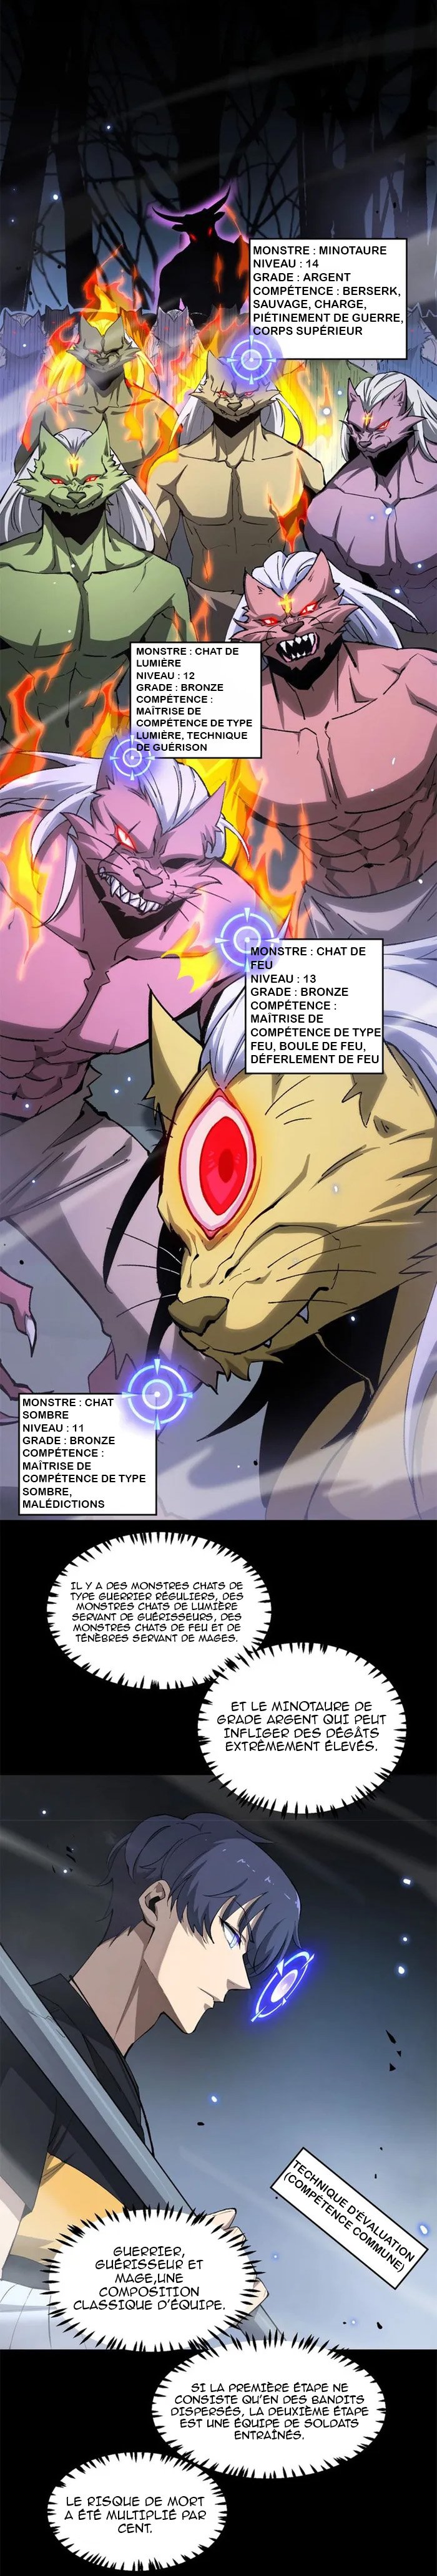 MONSTRE : MINOTAURE
NIVEAU : 14
GRADE : ARGENT
COMPÉTENCE : BERSERK,
SAUVAGE, CHARGE,
PIÉTINEMENT DE GUERRE,
CORPS SUPÉRIEUR
MONSTRE : CHAT DE
LUMIÈRE
NIVEAU : 12
GRADE : BRONZE
COMPÉTENCE :
MAÎTRISE DE
COMPÉTENCE DE TYPE
LUMIÈRE, TECHNIQUE
DE GUÉRISON
MONSTRE : CHAT DE
FEU
NIVEAU : 13
GRADE : BRONZE
COMPÉTENCE :
MAÎTRISE DE
COMPÉTENCE DE TYPE
FEU, BOULE DE FEU,
DÉFERLEMENT DE FEU
MONSTRE : CHAT
SOMBRE
NIVEAU : 11
GRADE : BRONZE
COMPÉTENCE :
MAÎTRISE DE
COMPÉTENCE DE TYPE
SOMBRE,
MALÉDICTIONS
IL Y A DES MONSTRES CHATS DE
TYPE GUERRIER RÉGULIERS, DES
MONSTRES CHATS DE LUMIÈRE
SERVANT DE GUÉRISSEURS, DES
MONSTRES CHATS DE FEU ET DE
TÉNÈBRES SERVANT DE MAGES.
ET LE MINOTAURE DE
GRADE ARGENT QUI PEUT
INFLIGER DES DÉGÂTS
EXTRÊMEMENT ÉLEVÉS.
TECHNIQUE D'ÉVALUATION
(COMPÉTENCE COMMUNE)
GUERRIER,
GUÉRISSEUR ET
MAGE,UNE
COMPOSITION
CLASSIQUE D'ÉQUIPE.
SI LA PREMIÈRE ÉTAPE NE
CONSISTE QU'EN DES BANDITS
DISPERSÉS, LA DEUXIÈME ÉTAPE
EST UNE ÉQUIPE DE SOLDATS
ENTRAÎNÉS.
LE RISQUE DE MORT
A ÉTÉ MULTIPLIÉ PAR
CENT.